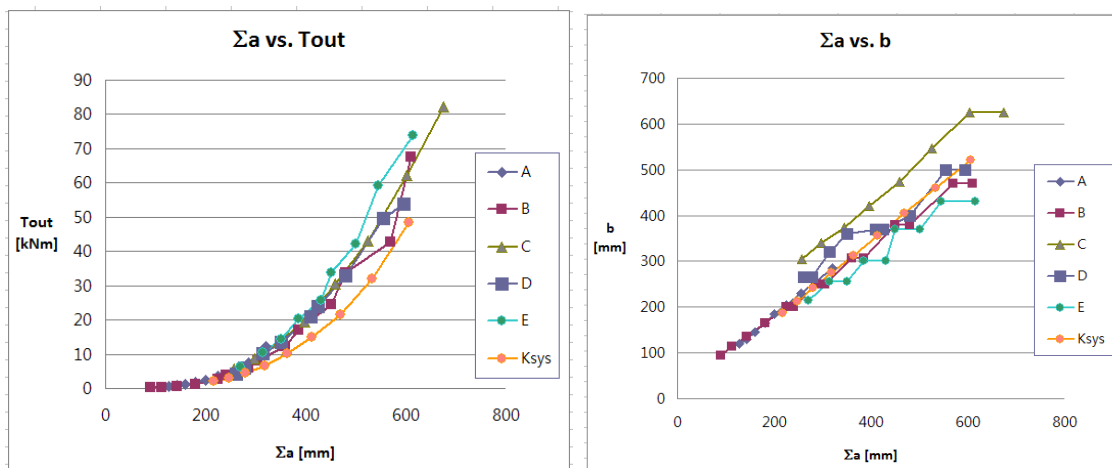 Σa vs. Tout
90
80
70
60
50
40
30
20
10
0
Tout
[kNm]
0 200 400 600 800
Σa [mm]
A
B
C
D
E
Ksys
Σa vs. b
700
600
500
400
300
200
100
0
b
[mm]
0 200 400 600 800
Σa [mm]
A
B
C
D
E
Ksys